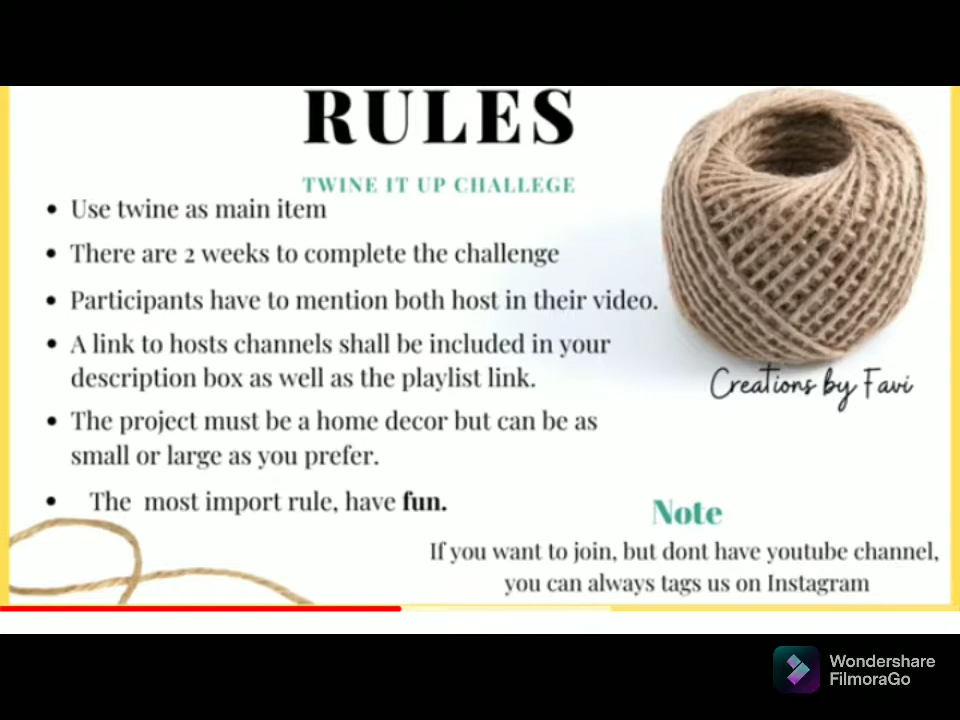 RULES
TWINE IT UP CHALLEGE
• Use twine as main item
• There are 2 weeks to complete the challenge
• Participants have to mention both host in their video.
• A link to hosts channels shall be included in your
description box as well as the playlist link.
• The project must be a home decor but can be as
small or large as you prefer.
• The most import rule, have fun.
Creations by Favi
Note
If you want to join, but dont have youtube channel,
you can always tags us on Instagram
Wondershare
FilmoraGo